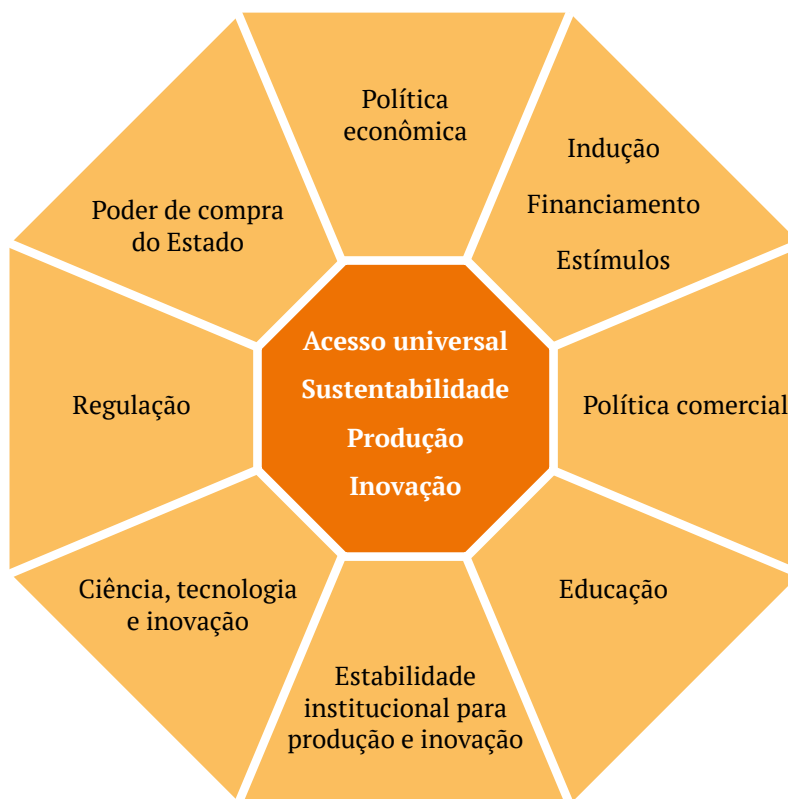 Política
econômica
Indução
Financiamento
Estímulos
Poder de compra
do Estado
Acesso universal
Sustentabilidade
Produção
Inovação
Regulação
Política comercial
Ciência, tecnologia
e inovação
Educação
Estabilidade
institucional para
produção e inovação